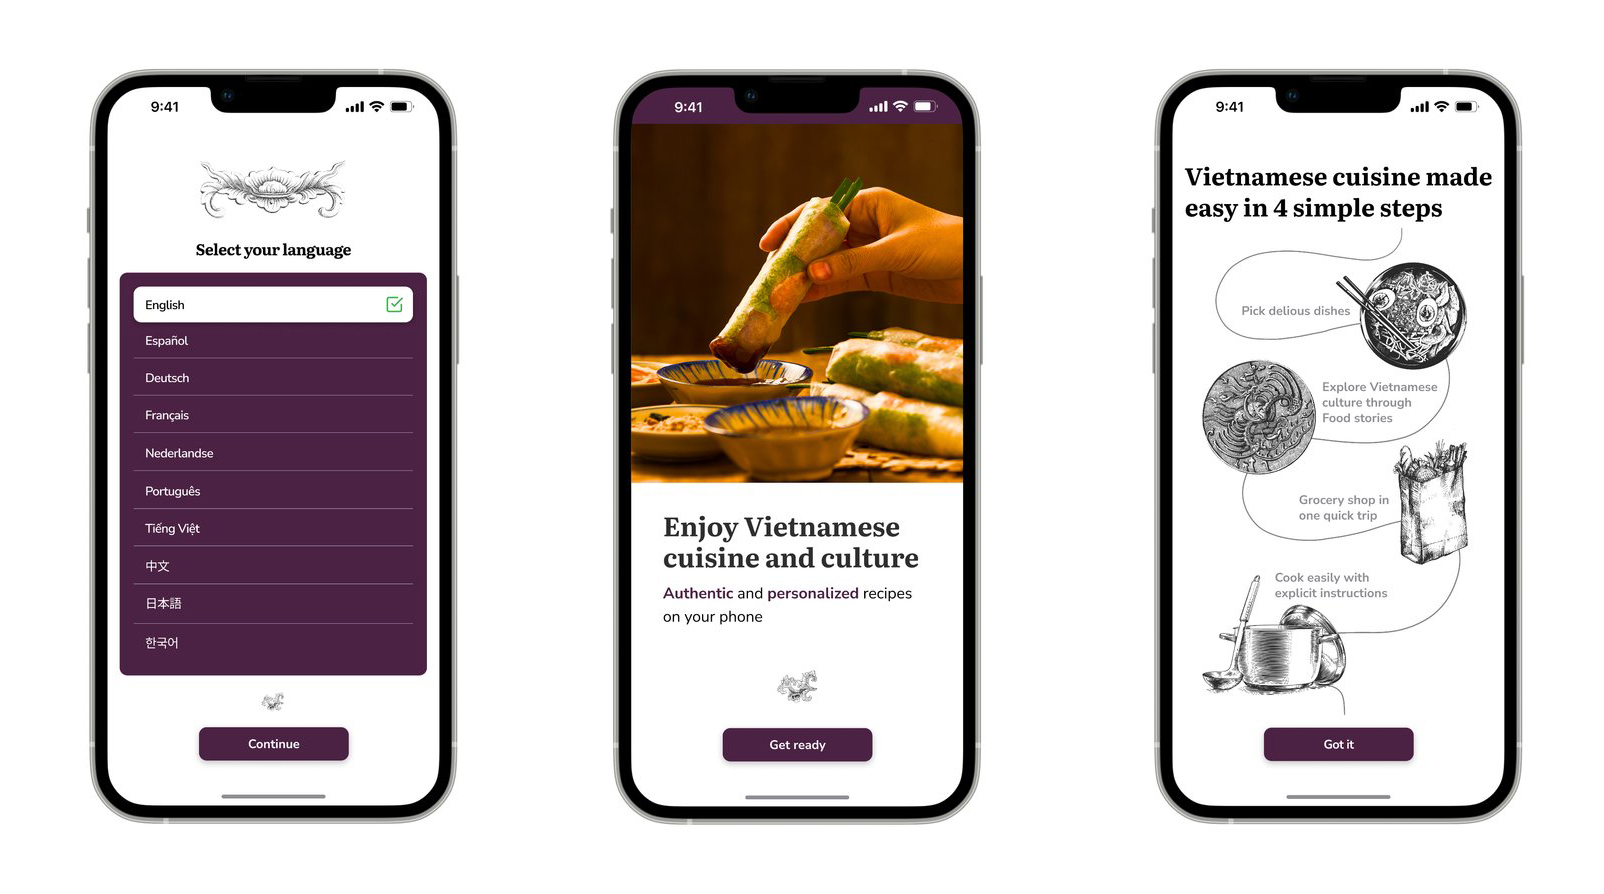 9:41
Select your language
English
Español
Deutsch
Français
Nederlandse
Português
Tiếng Việt
中文
日本語
한국어
Continue
9:41
Enjoy Vietnamese
cuisine and culture
Authentic and personalized recipes
on your phone
Get ready
9:41
Vietnamese cuisine made
easy in 4 simple steps
Pick delious dishes
Explore Vietnamese
culture through
Food stories
Grocery shop in
one quick trip
Cook easily with
explicit instructions
Got it